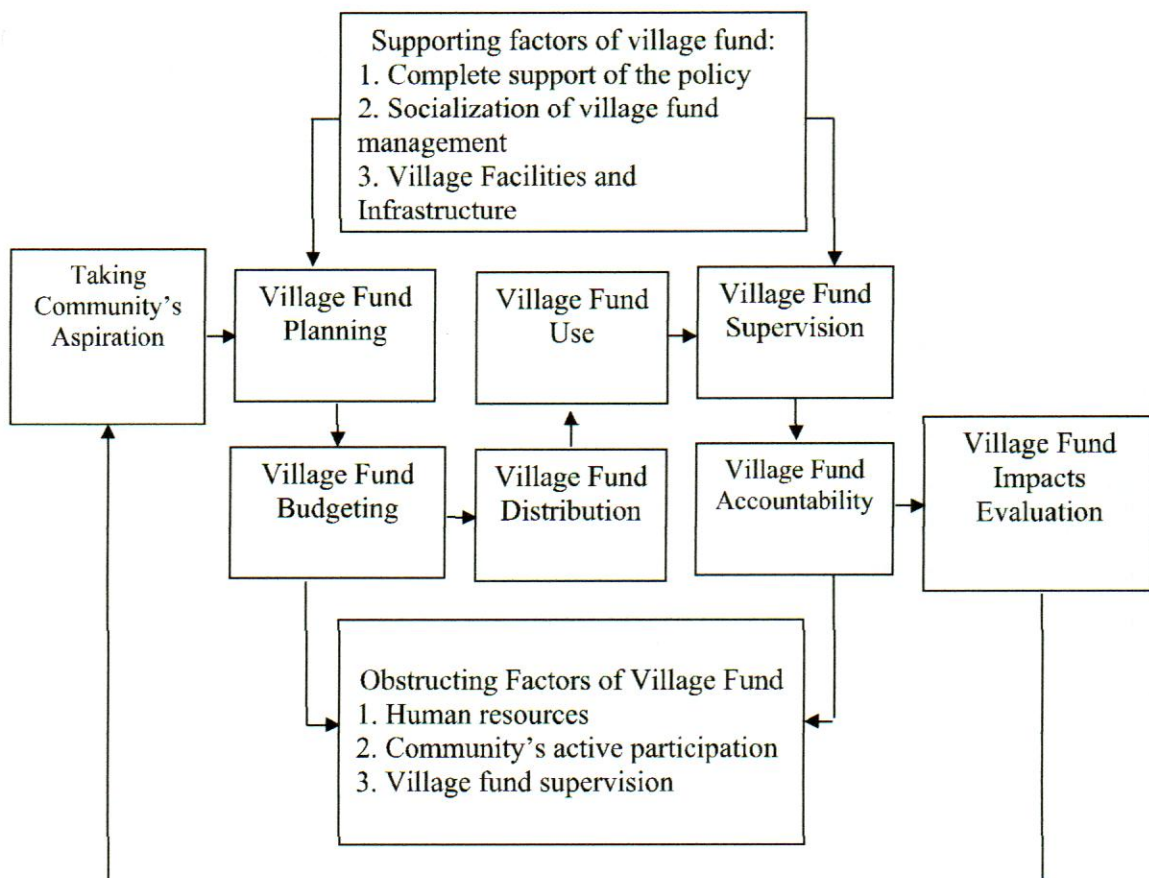 Supporting factors of village fund:
1. Complete support of the policy
2. Socialization of village fund
management
3. Village Facilities and
Infrastructure
Taking
Community's
Aspiration
Village Fund
Planning
Village Fund
Use
Village Fund
Supervision
Village Fund
Budgeting
Village Fund
Distribution
Village Fund
Accountability
Village Fund
Impacts
Evaluation
Obstructing Factors of Village Fund
1. Human resources
2. Community's active participation
3. Village fund supervision